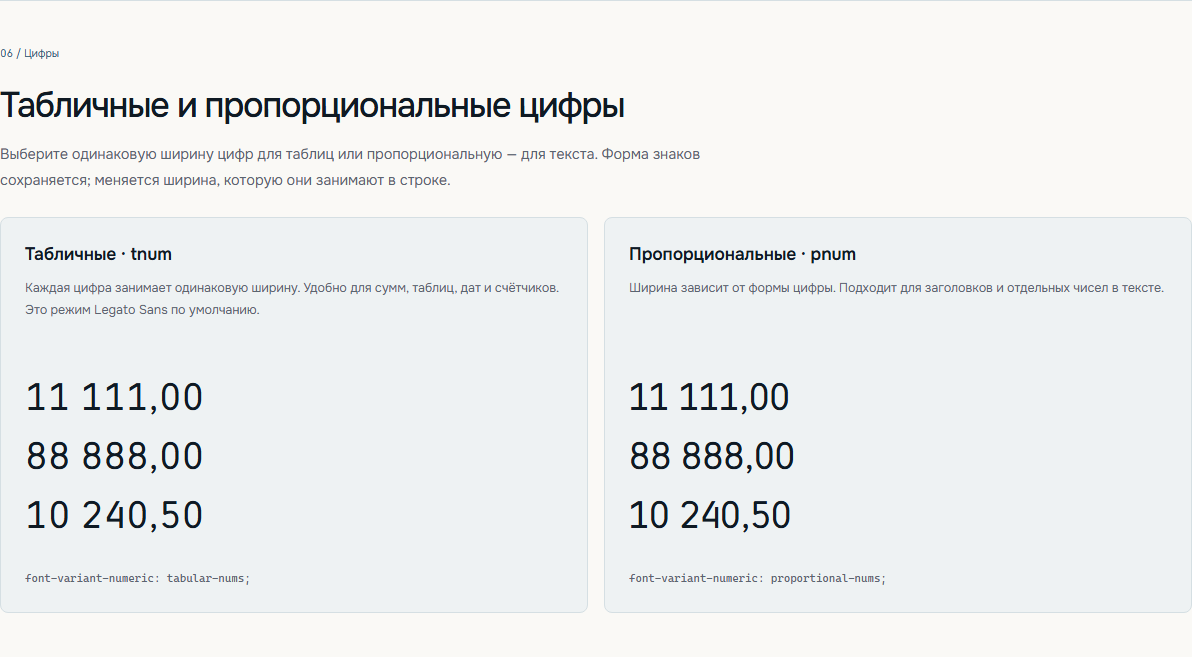 06 / Цифры
Табличные и пропорциональные цифры
Выберите одинаковую ширину цифр для таблиц или пропорциональную — для текста. Форма знаков
сохраняется; меняется ширина, которую они занимают в строке.
Табличные · tnum
Каждая цифра занимает одинаковую ширину. Удобно для сумм, таблиц, дат и счётчиков.
Это режим Legato Sans по умолчанию.
11 111,00
88 888,00
10 240,50
font-variant-numeric: tabular-nums;
Пропорциональные · pnum
Ширина зависит от формы цифры. Подходит для заголовков и отдельных чисел в тексте.
11 111,00
88 888,00
10 240,50
font-variant-numeric: proportional-nums;